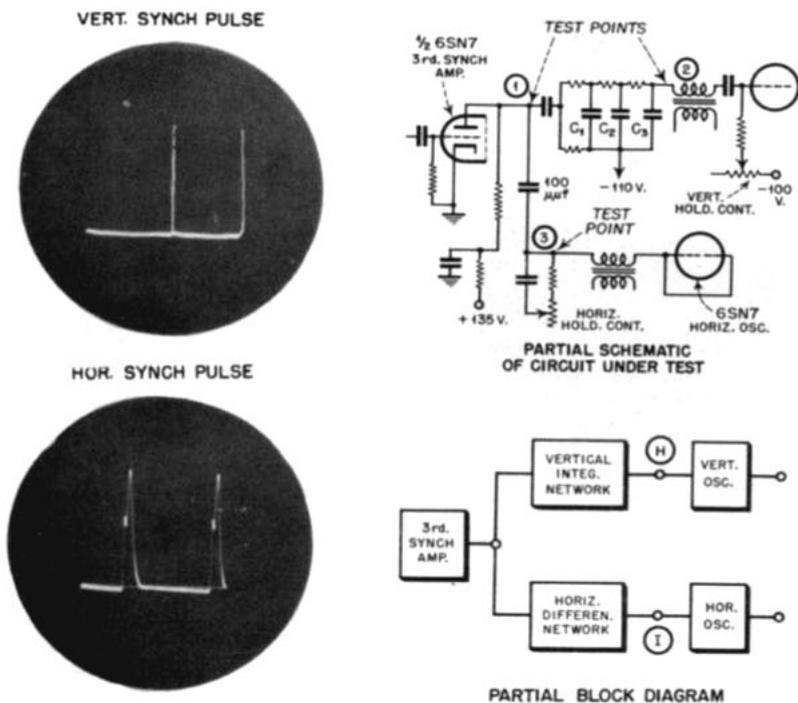 VERT. SYNCH PULSE
HOR. SYNCH PULSE
½ 6SN7
3rd. SYNCH
AMP.
TEST POINTS
1
2
C1
C2
C3
-110 V.
VERT.
HOLD. CONT.
-100
V.
100
μμf
TEST
POINT
3
+135 V.
HORIZ.
HOLD. CONT.
6SN7
HORIZ. OSC.
PARTIAL SCHEMATIC
OF CIRCUIT UNDER TEST
3rd.
SYNCH
AMP.
VERTICAL
INTEG.
NETWORK
H
VERT.
OSC.
HORIZ.
DIFFEREN.
NETWORK
I
HOR.
OSC.
PARTIAL BLOCK DIAGRAM